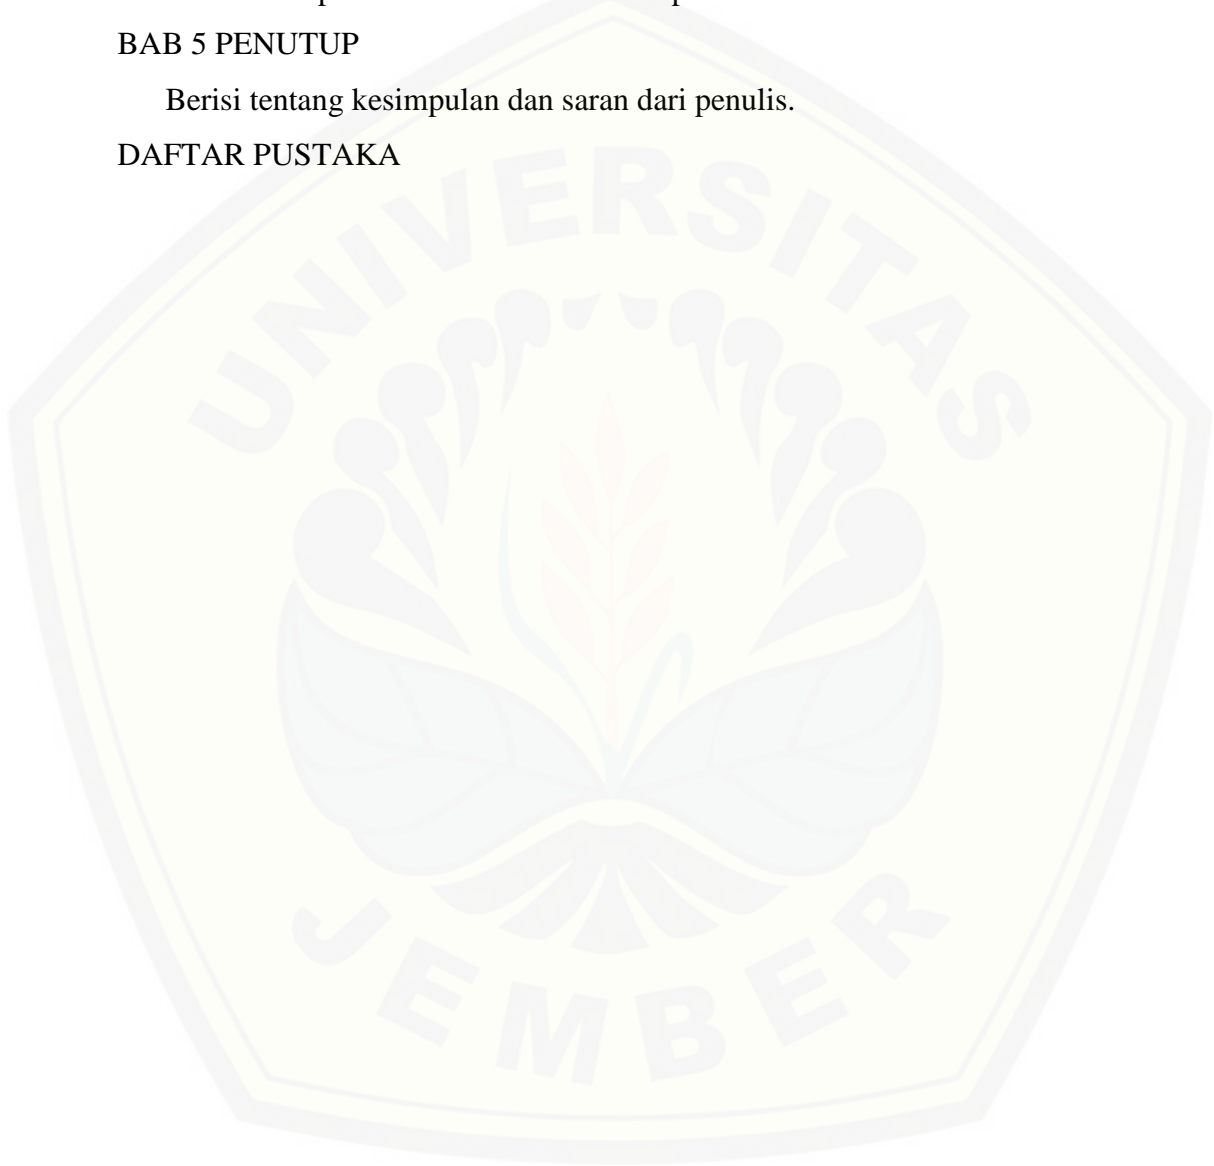 BAB 5 PENUTUP
Berisi tentang kesimpulan dan saran dari penulis.
DAFTAR PUSTAKA
UNIVERSITAS
JEMBER